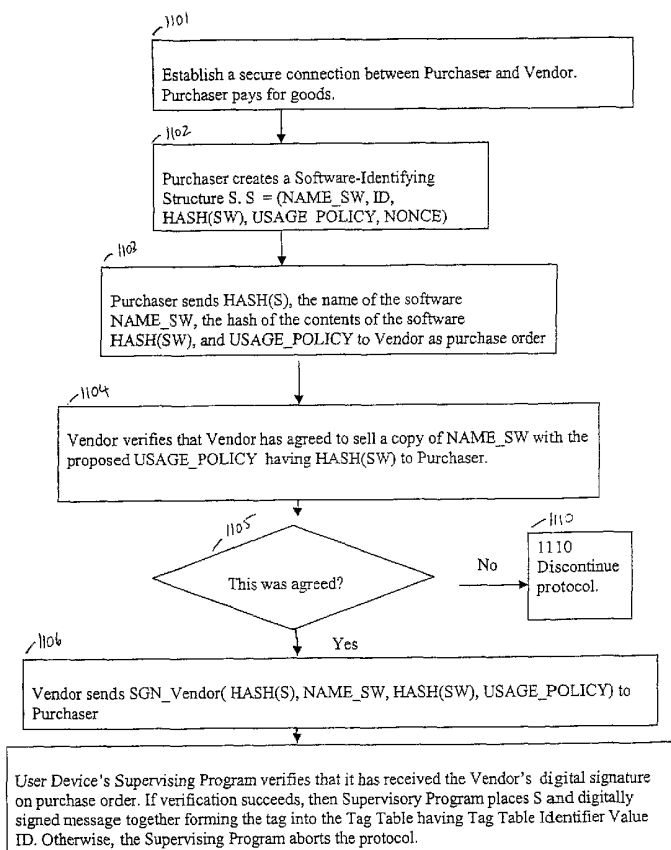 1101
Establish a secure connection between Purchaser and Vendor.
Purchaser pays for goods.
1102
Purchaser creates a Software-Identifying
Structure S. S = (NAME_SW, ID,
HASH(SW), USAGE POLICY, NONCE)
1103
Purchaser sends HASH(S), the name of the software
NAME_SW, the hash of the contents of the software
HASH(SW), and USAGE_POLICY to Vendor as purchase order
1104
Vendor verifies that Vendor has agreed to sell a copy of NAME_SW with the
proposed USAGE_POLICY having HASH(SW) to Purchaser.
1105
This was agreed?
No
1110
1110
Discontinue
protocol.
Yes
1106
Vendor sends SGN_Vendor( HASH(S), NAME_SW, HASH(SW), USAGE_POLICY) to
Purchaser
User Device's Supervising Program verifies that it has received the Vendor's digital signature
on purchase order. If verification succeeds, then Supervisory Program places S and digitally
signed message together forming the tag into the Tag Table having Tag Table Identifier Value
ID. Otherwise, the Supervising Program aborts the protocol.